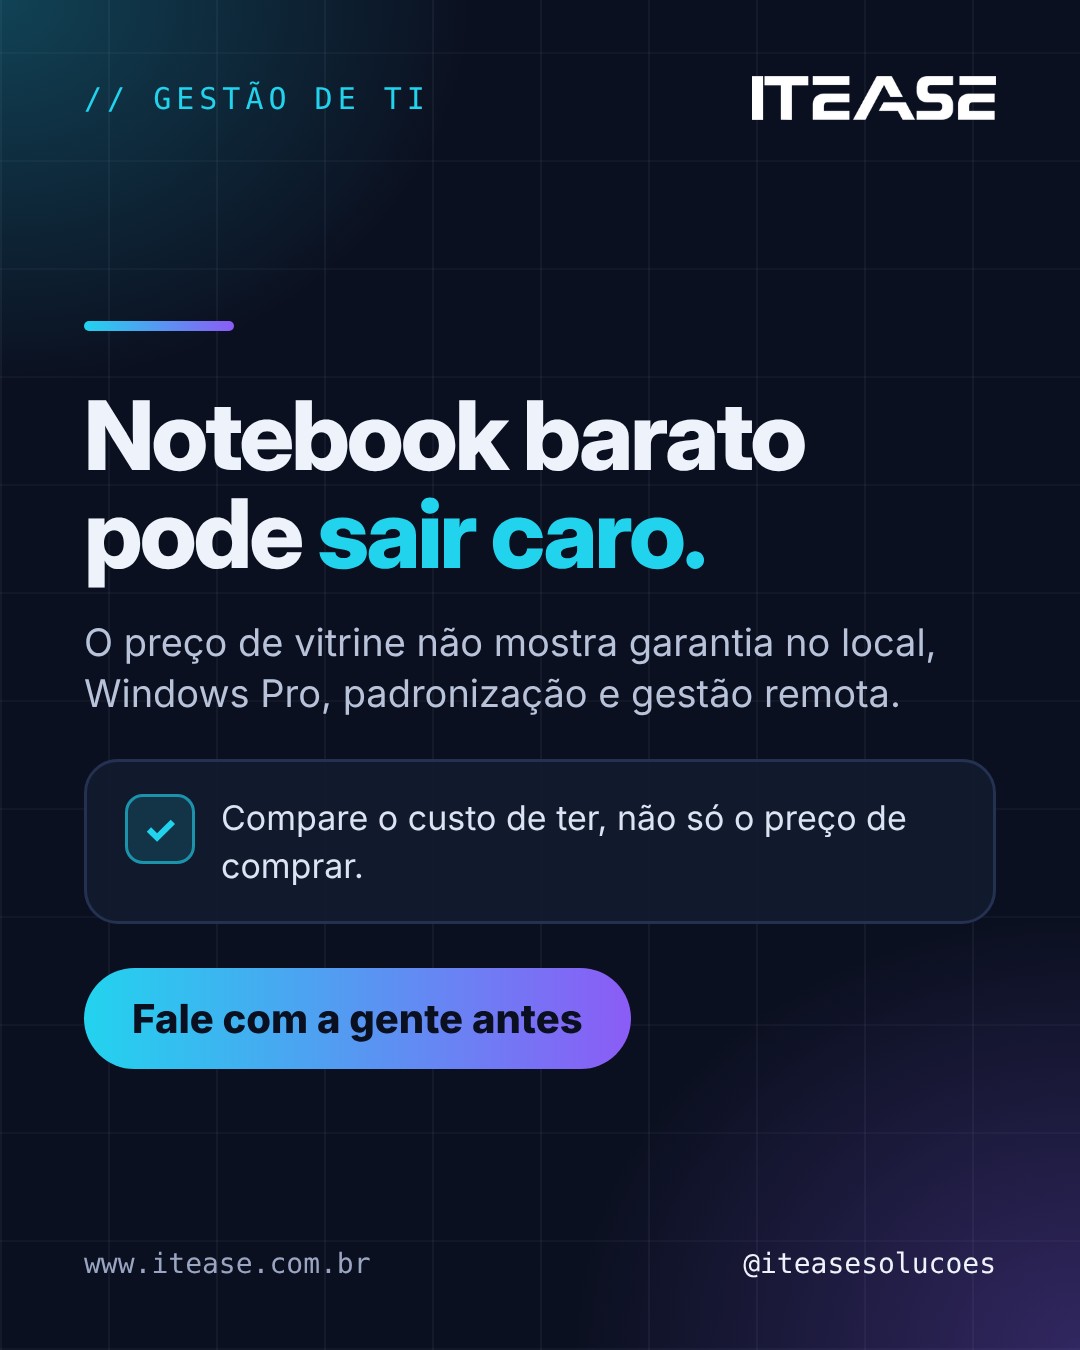 // GESTÃO DE TI
ITEASE
Notebook barato
pode sair caro.
O preço de vitrine não mostra garantia no local,
Windows Pro, padronização e gestão remota.
Compare o custo de ter, não só o preço de
comprar.
Fale com a gente antes
www.itease.com.br
@iteasesolucoes